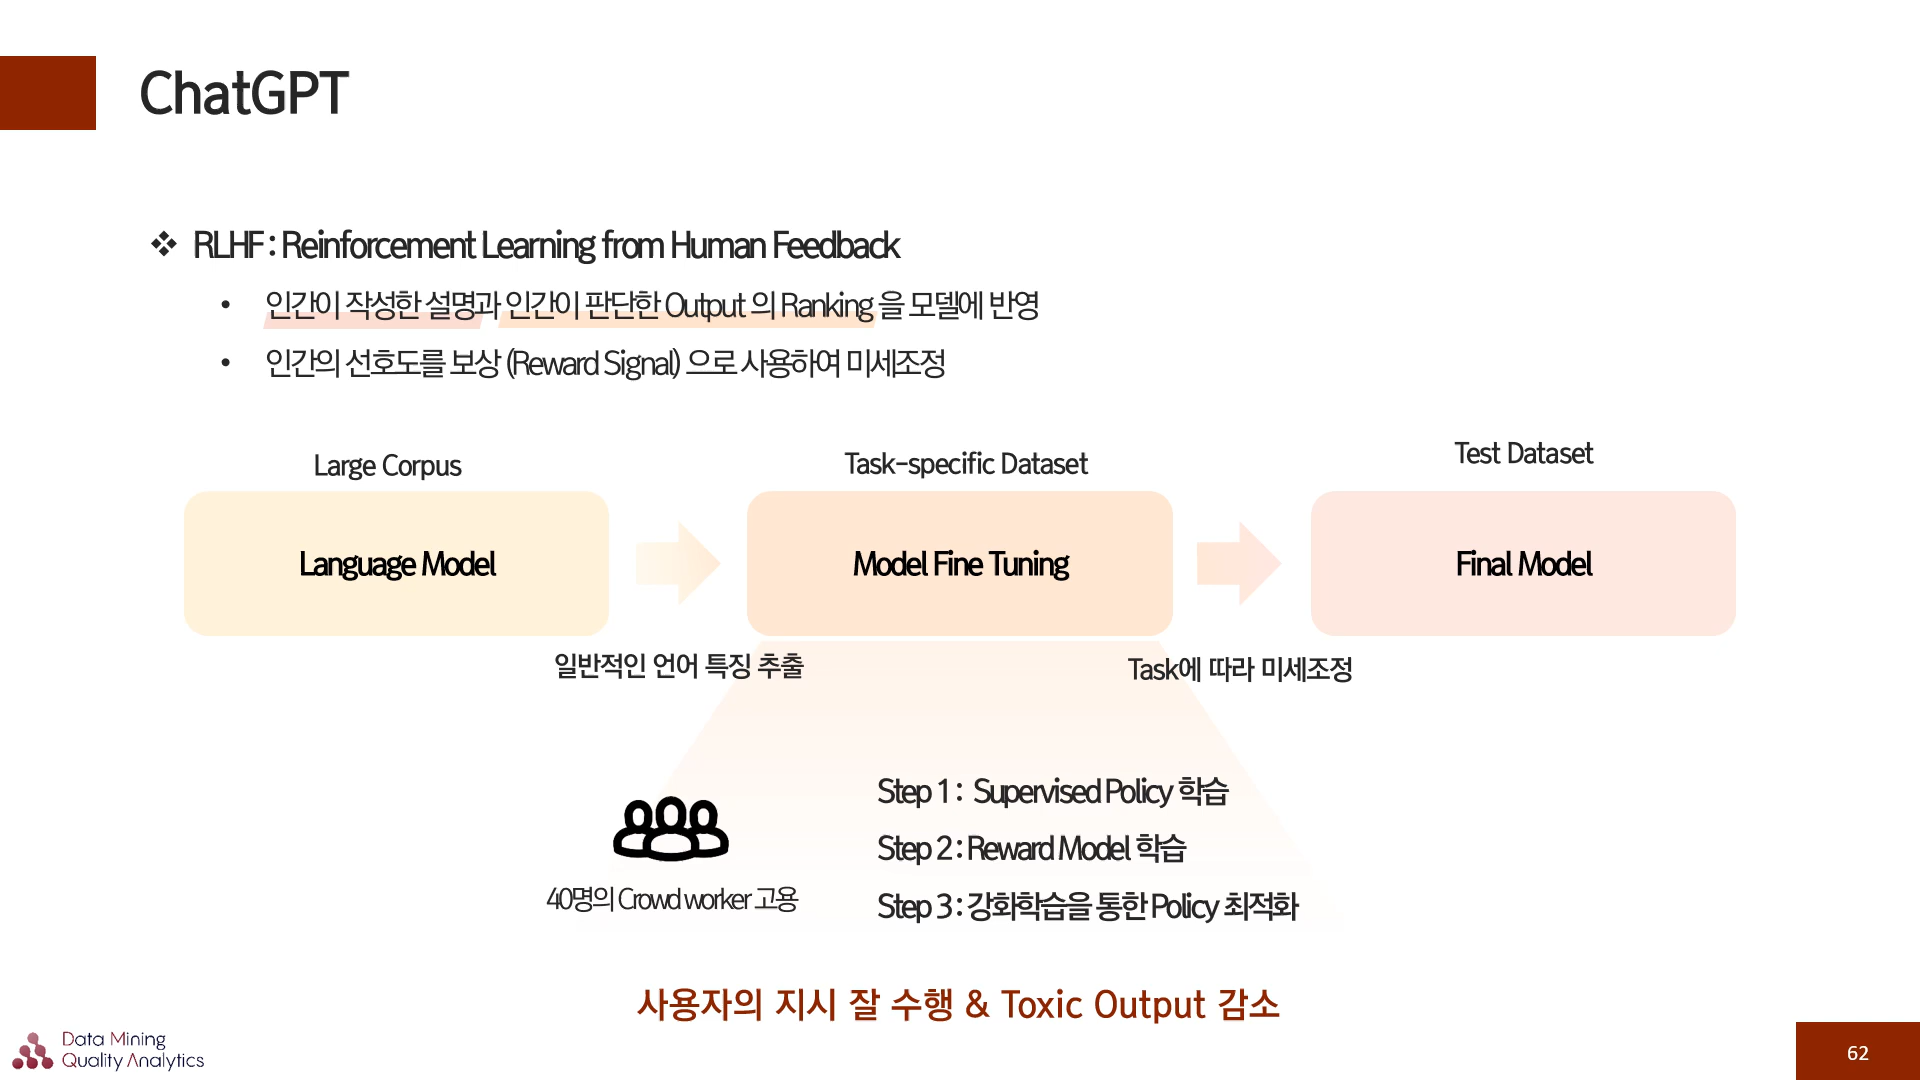 ChatGPT
❖ RLHF : Reinforcement Learning from Human Feedback
• 인간이 작성한 설명과 인간이 판단한 Output 의 Ranking 을 모델에 반영
• 인간의 선호도를 보상 (Reward Signal) 으로 사용하여 미세조정
Large Corpus
Task-specific Dataset
Test Dataset
Language Model
Model Fine Tuning
Final Model
일반적인 언어 특징 추출
Task에 따라 미세조정
40명의 Crowd worker 고용
Step 1 : Supervised Policy 학습
Step 2 : Reward Model 학습
Step 3 : 강화학습을 통한 Policy 최적화
사용자의 지시 잘 수행 & Toxic Output 감소
Data Mining
Quality Analytics
62